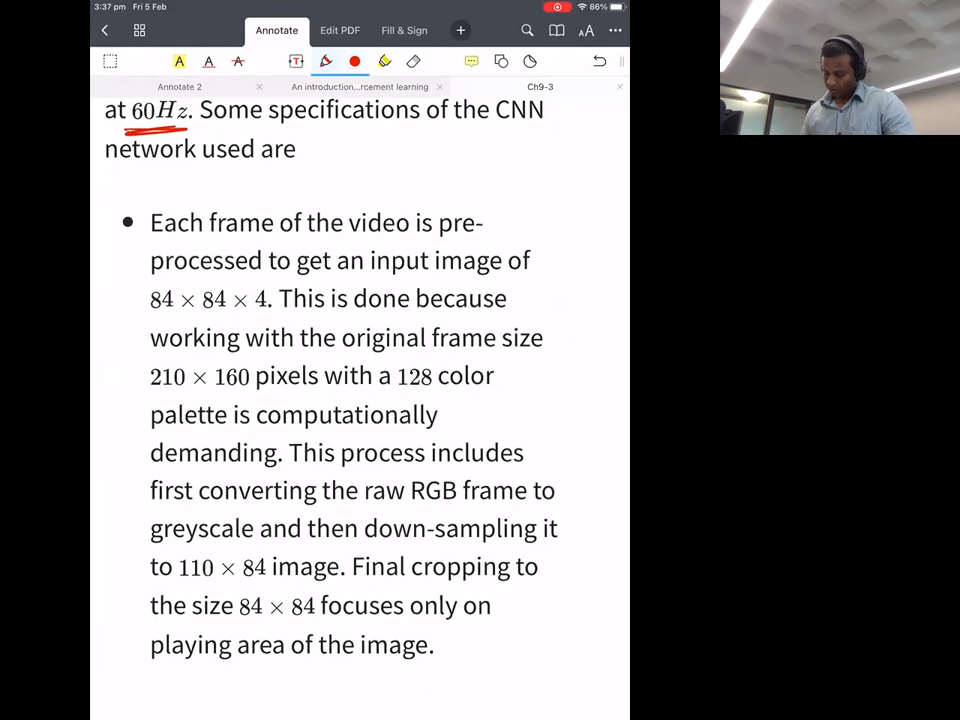 3:37 pm Fri 5 Feb
86%
Annotate
Edit PDF
Fill & Sign
Annotate 2
An introduction...rcement learning
Ch9-3
at 60Hz. Some specifications of the CNN
network used are
• Each frame of the video is pre-
processed to get an input image of
84 × 84 × 4. This is done because
working with the original frame size
210 × 160 pixels with a 128 color
palette is computationally
demanding. This process includes
first converting the raw RGB frame to
greyscale and then down-sampling it
to 110 × 84 image. Final cropping to
the size 84 × 84 focuses only on
playing area of the image.